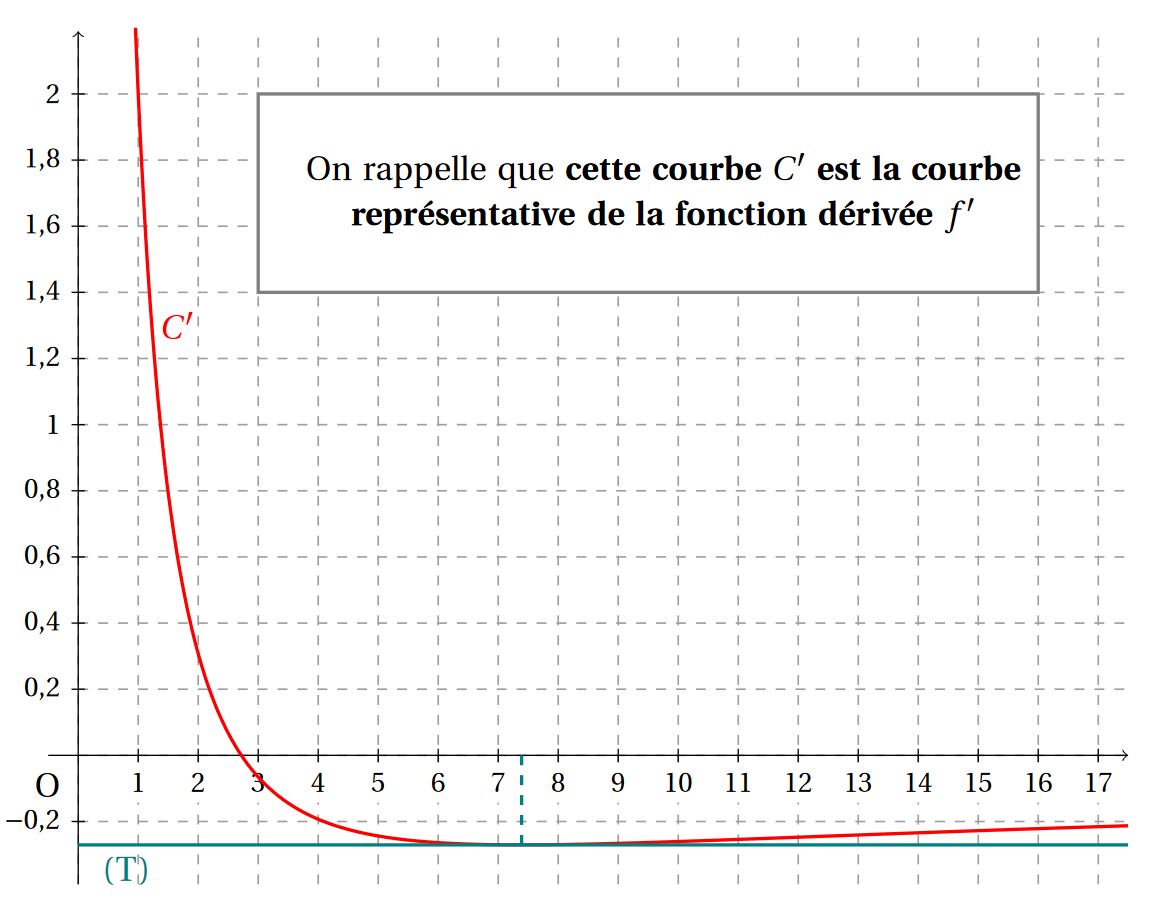 2
1,8
On rappelle que cette courbe C′ est la courbe
représentative de la fonction dérivée f′
1,6
1,4
C′
1,2
1
0,8
0,6
0,4
0,2
O 1 2 3 4 5 6 7 8 9 10 11 12 13 14 15 16 17
−0,2
(T)